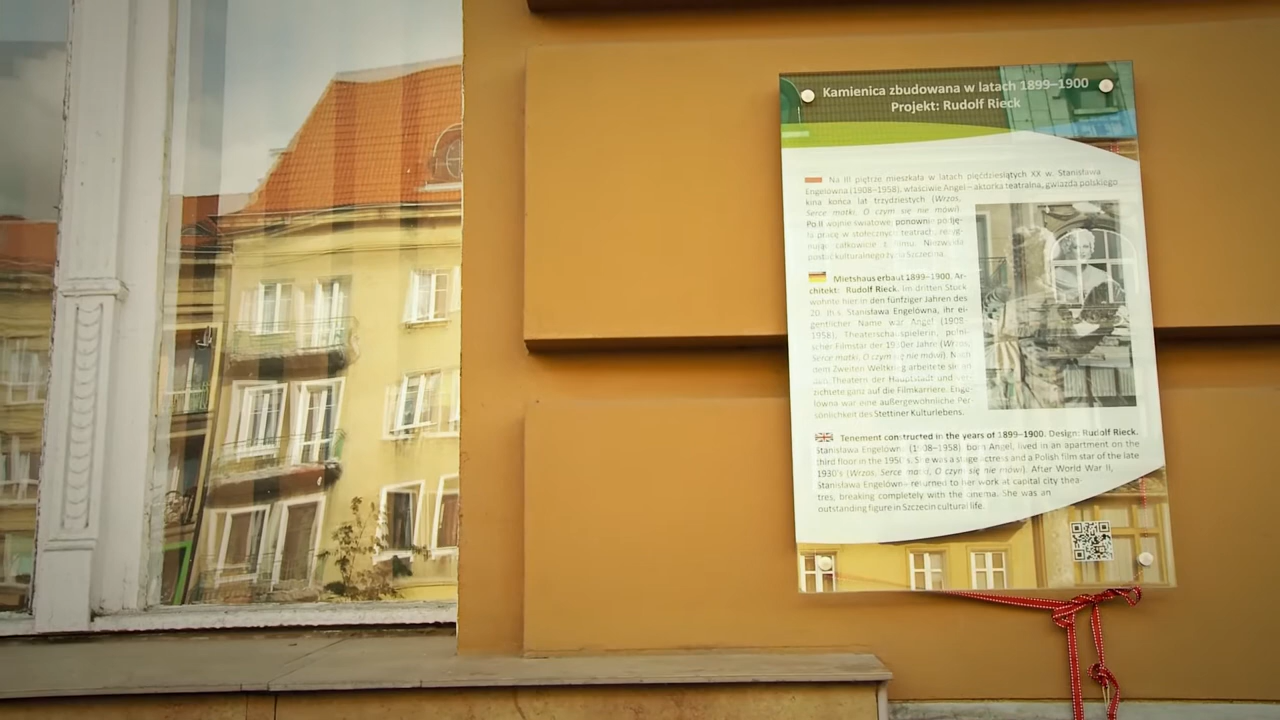 Kamienica zbudowana w latach 1899–1900
Projekt: Rudolf Rieck
Na III piętrze mieszkała w latach pięćdziesiątych XX w. Stanisława
Engelówna (1908–1958), właściwie Angel – aktorka teatralna, gwiazda polskiego
kina końca lat trzydziestych (Wrzos,
Serce matki, O czym się nie mówi).
Po II wojnie światowej ponownie
pracę w stołecznych teatrach,
całkowicie z filmu.
postać kulturalnego Szczecina.
Mietshaus erbaut 1899–1900. Ar-
chitekt: Rudolf Rieck. Im dritten Stock
wohnte hier in den fünfziger Jahren des
20. Jh.s. Stanisława Engelówna, ihr ei-
gentlicher Name war Angel (1908-
1958), Theaterschauspielerin, polni-
scher Filmstar der 1930er Jahre (Wrzos,
Serce matki, O czym się nie mówi). Nach
dem Zweiten Weltkrieg arbeitete sie
den Theatern der Hauptstadt und ver-
zichtete ganz auf die Filmkarriere. Enge-
lówna war eine außergewöhnliche Per-
sönlichkeit des Stettiner Kulturlebens.
Tenement constructed in the years of 1899–1900. Design: Rudolf Rieck.
Stanisława Engelówna (1908–1958) born Angel, lived in an apartment on the
third floor in the 1950's. She was a stage actress and a Polish film star of the late
1930's (Wrzos, Serce matki, O czym się nie mówi). After World War II,
Stanisława Engelówna returned to her work at capital city thea-
tres, breaking completely with the cinema. She was an
outstanding figure in Szczecin cultural life.